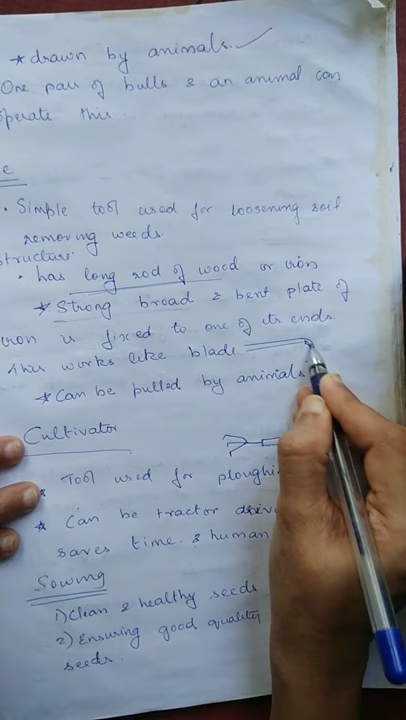 * drawn by animals.
One pair of bulls & an animal can
operate this
e
• Simple tool used for loosening soil
removing weeds
structure:
• has long rod of wood or iron
* Strong broad & bent plate of
iron is fixed to one of its ends.
this works like blade
* Can be pulled by animals
Cultivator
* Tool used for ploughi
* Can be tractor driv
saves time & human
Sowing
1) Clean & healthy seeds
2) Ensuring good quality
seeds.